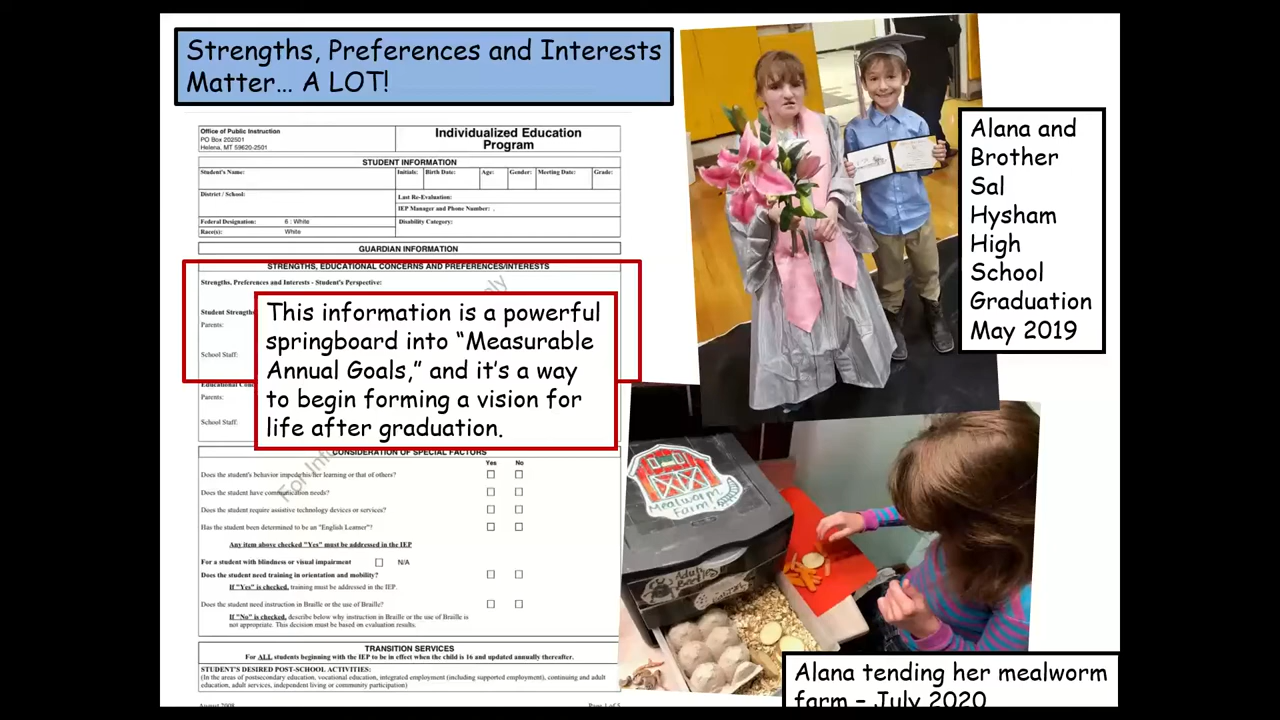 Strengths, Preferences and Interests
Matter... A LOT!
Office of Public Instruction
PO Box 202501
Helena, MT 59620-2501
Individualized Education
Program
STUDENT INFORMATION
Student's Name:
Initials:
Birth Date:
Age:
Gender:
Meeting Date:
Grade:
District / School:
Last Re-Evaluation:
IEP Manager and Phone Number: .
Federal Designation: 6 : White
Disability Category:
Race(s): White
GUARDIAN INFORMATION
STRENGTHS, EDUCATIONAL CONCERNS AND PREFERENCES/INTERESTS
Strengths, Preferences and Interests - Student's Perspective:
Student Strengths
Parents:
School Staff:
This information is a powerful
springboard into “Measurable
Annual Goals,” and it’s a way
to begin forming a vision for
life after graduation.
Parents:
School Staff:
CONSIDERATION OF SPECIAL FACTORS
Yes No
Does the student's behavior impede his/her learning or that of others?
Does the student have communication needs?
Does the student require assistive technology devices or services?
Has the student been determined to be an "English Learner"?
Any item above checked "Yes" must be addressed in the IEP
For a student with blindness or visual impairment N/A
Does the student need training in orientation and mobility?
If "Yes" is checked, training must be addressed in the IEP.
Does the student need instruction in Braille or the use of Braille?
If "No" is checked, describe below why instruction in Braille or the use of Braille is
not appropriate. This decision must be based on evaluation results.
TRANSITION SERVICES
For ALL students beginning with the IEP to be in effect when the child is 16 and updated annually thereafter.
STUDENT'S DESIRED POST-SCHOOL ACTIVITIES:
(In the areas of postsecondary education, vocational education, integrated employment (including supported employment), continuing and adult
education, adult services, independent living or community participation)
August 2008
Page 1 of 5
Alana and
Brother
Sal
Hysham
High
School
Graduation
May 2019
Mealworm
Farm
Alana tending her mealworm
farm – July 2020